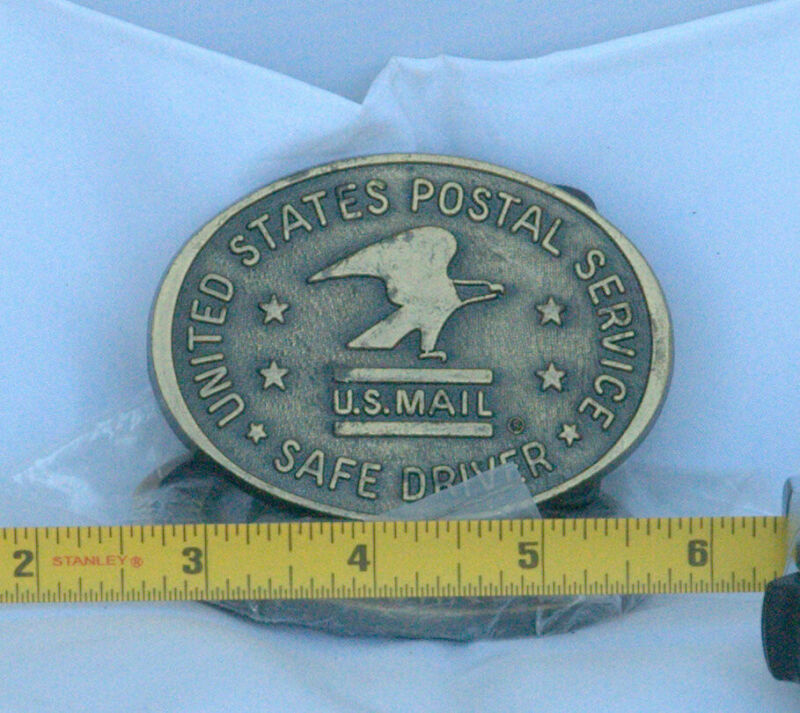 UNITED STATES POSTAL SERVICE
U.S.MAIL
®
SAFE DRIVER
2 STANLEY® 3 4 5 6